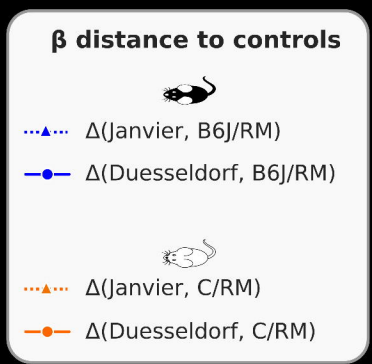 β distance to controls
Δ(Janvier, B6J/RM)
Δ(Duesseldorf, B6J/RM)
Δ(Janvier, C/RM)
Δ(Duesseldorf, C/RM)